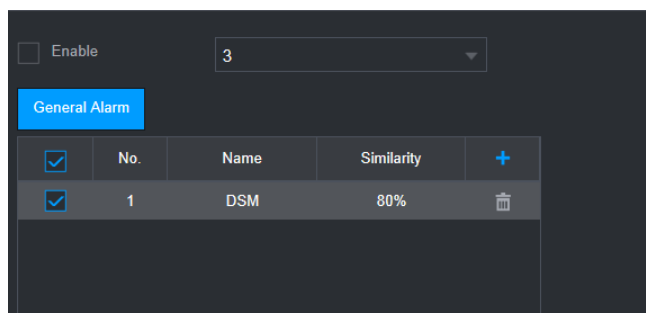 Enable 3
General Alarm
No. Name Similarity +
1 DSM 80%